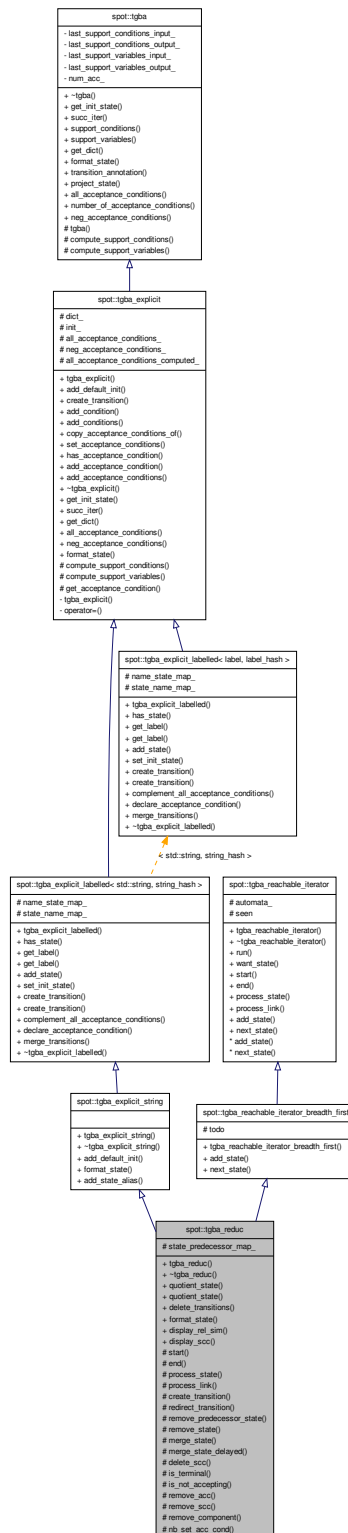 spot::tgba
- last_support_conditions_input_
- last_support_conditions_output_
- last_support_variables_input_
- last_support_variables_output_
- num_acc_
+ ~tgba()
+ get_init_state()
+ succ_iter()
+ support_conditions()
+ support_variables()
+ get_dict()
+ format_state()
+ transition_annotation()
+ project_state()
+ all_acceptance_conditions()
+ number_of_acceptance_conditions()
+ neg_acceptance_conditions()
# tgba()
# compute_support_conditions()
# compute_support_variables()
spot::tgba_explicit
# dict_
# init_
# all_acceptance_conditions_
# neg_acceptance_conditions_
# all_acceptance_conditions_computed_
+ tgba_explicit()
+ add_default_init()
+ create_transition()
+ add_condition()
+ add_conditions()
+ copy_acceptance_conditions_of()
+ set_acceptance_conditions()
+ has_acceptance_condition()
+ add_acceptance_condition()
+ add_acceptance_conditions()
+ ~tgba_explicit()
+ get_init_state()
+ succ_iter()
+ get_dict()
+ all_acceptance_conditions()
+ neg_acceptance_conditions()
+ format_state()
# compute_support_conditions()
# compute_support_variables()
# get_acceptance_condition()
- tgba_explicit()
- operator=()
spot::tgba_explicit_labelled< label, label_hash >
# name_state_map_
# state_name_map_
+ tgba_explicit_labelled()
+ has_state()
+ get_label()
+ get_label()
+ add_state()
+ set_init_state()
+ create_transition()
+ create_transition()
+ complement_all_acceptance_conditions()
+ declare_acceptance_condition()
+ merge_transitions()
+ ~tgba_explicit_labelled()
< std::string, string_hash >
spot::tgba_explicit_labelled< std::string, string_hash >
# name_state_map_
# state_name_map_
+ tgba_explicit_labelled()
+ has_state()
+ get_label()
+ get_label()
+ add_state()
+ set_init_state()
+ create_transition()
+ create_transition()
+ complement_all_acceptance_conditions()
+ declare_acceptance_condition()
+ merge_transitions()
+ ~tgba_explicit_labelled()
spot::tgba_reachable_iterator
# automata_
# seen
+ tgba_reachable_iterator()
+ ~tgba_reachable_iterator()
+ run()
+ want_state()
+ start()
+ end()
+ process_state()
+ process_link()
+ add_state()
+ next_state()
* add_state()
* next_state()
spot::tgba_explicit_string
+ tgba_explicit_string()
+ ~tgba_explicit_string()
+ add_default_init()
+ format_state()
+ add_state_alias()
spot::tgba_reachable_iterator_breadth_first
# todo
+ tgba_reachable_iterator_breadth_first()
+ add_state()
+ next_state()
spot::tgba_reduc
# state_predecessor_map_
+ tgba_reduc()
+ ~tgba_reduc()
+ quotient_state()
+ quotient_state()
+ delete_transitions()
+ format_state()
+ display_rel_sim()
+ display_scc()
# start()
# end()
# process_state()
# process_link()
# create_transition()
# redirect_transition()
# remove_predecessor_state()
# remove_state()
# merge_state()
# merge_state_delayed()
# delete_scc()
# is_terminal()
# is_not_accepting()
# remove_acc()
# remove_scc()
# remove_component()
# nb_set_acc_cond()